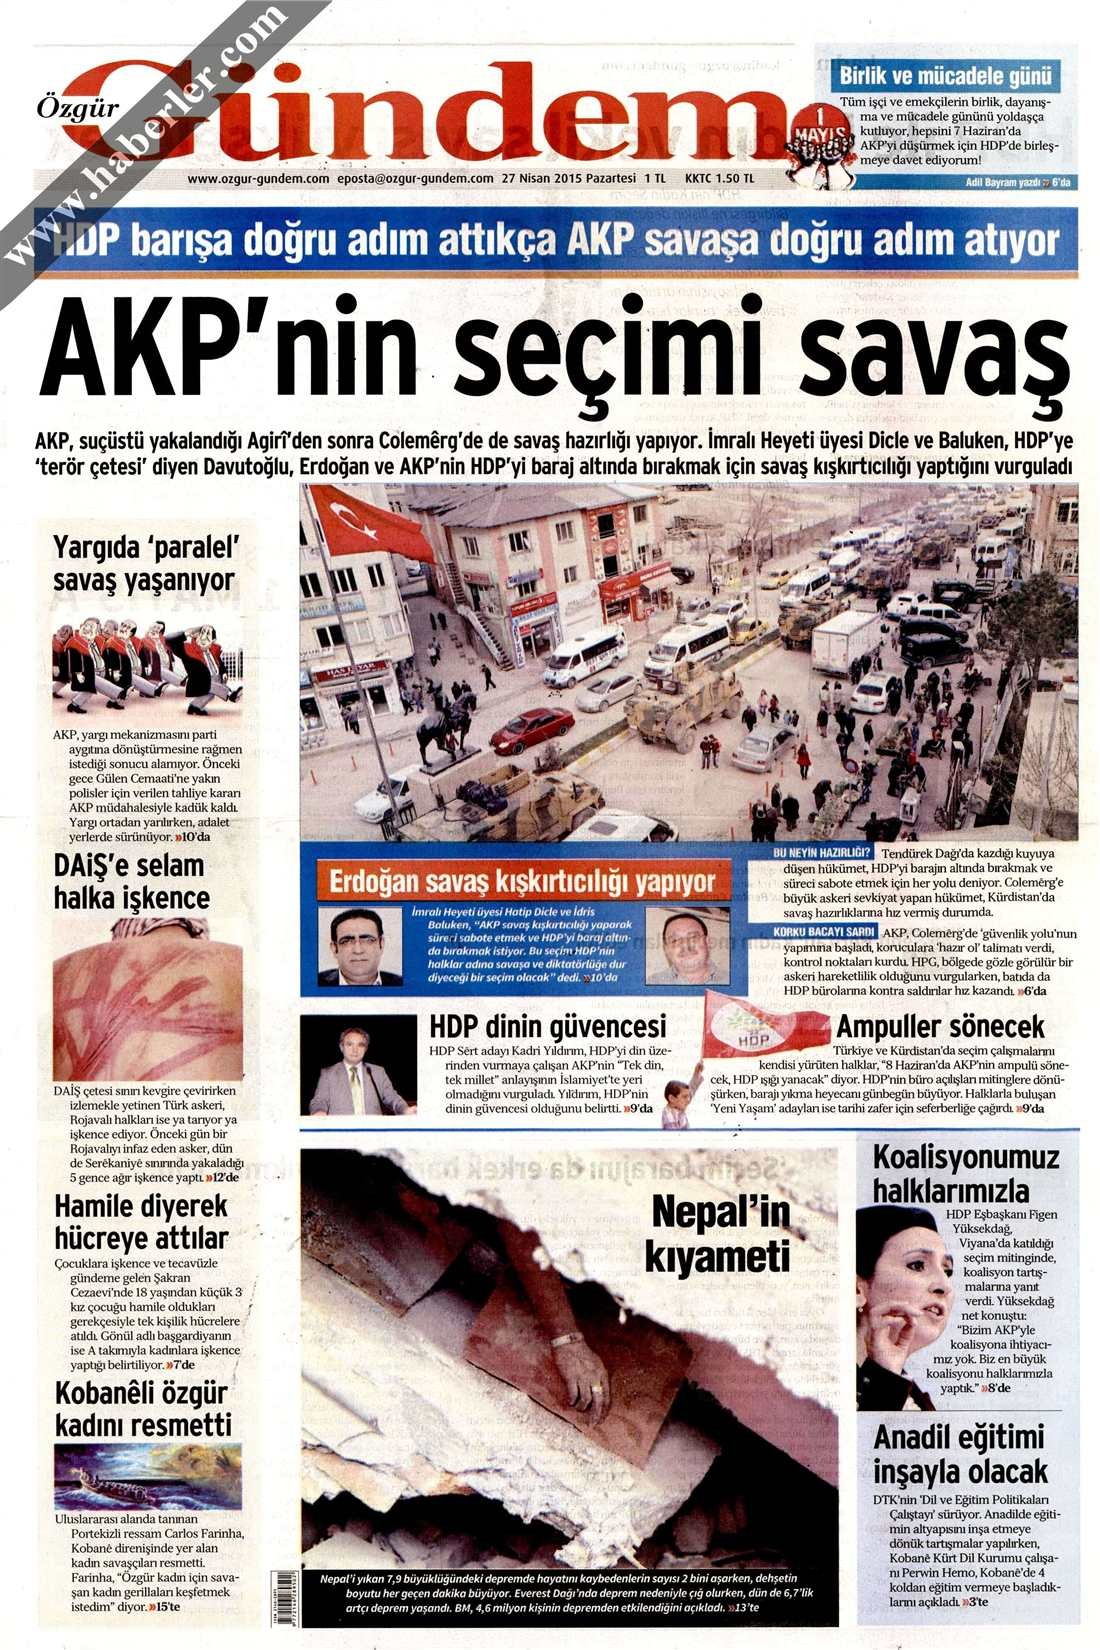 www.haberler.com
Özgür
Gündem
www.ozgur-gundem.com eposta@ozgur-gundem.com 27 Nisan 2015 Pazartesi 1 TL KKTC 1.50 TL
1
MAYIS
Birlik ve mücadele günü
Tüm işçi ve emekçilerin birlik, dayanış-
ma ve mücadele gününü yoldaşça
kutluyor, hepsini 7 Haziran'da
AKP'yi düşürmek için HDP'de birleş-
meye davet ediyorum!
Adil Bayram yazdı »6'da
HDP barışa doğru adım attıkça AKP savaşa doğru adım atıyor
AKP'nin seçimi savaş
AKP, suçüstü yakalandığı Agirî'den sonra Colemêrg'de de savaş hazırlığı yapıyor. İmralı Heyeti üyesi Dicle ve Baluken, HDP'ye
'terör çetesi' diyen Davutoğlu, Erdoğan ve AKP'nin HDP'yi baraj altında bırakmak için savaş kışkırtıcılığı yaptığını vurguladı
Yargıda 'paralel'
savaş yaşanıyor
AKP, yargı mekanizmasını parti
aygıtına dönüştürmesine rağmen
istediği sonucu alamıyor. Önceki
gece Gülen Cemaati'ne yakın
polisler için verilen tahliye kararı
AKP müdahalesiyle kadük kaldı.
Yargı ortadan yarılırken, adalet
yerlerde sürünüyor. »10'da
DAİŞ'e selam
halka işkence
DAİŞ çetesi sınırı kevgire çevirirken
izlemekle yetinen Türk askeri,
Rojavalı halkları ise ya tarıyor ya
işkence ediyor. Önceki gün bir
Rojavalıyı infaz eden asker, dün
de Serêkaniyê sınırında yakaladığı
5 gence ağır işkence yaptı. »12'de
Hamile diyerek
hücreye attılar
Çocuklara işkence ve tecavüzle
gündeme gelen Şakran
Cezaevi'nde 18 yaşından küçük 3
kız çocuğu hamile oldukları
gerekçesiyle tek kişilik hücrelere
atıldı. Gönül adlı başgardiyanın
ise A takımıyla kadınlara işkence
yaptığı belirtiliyor. »7'de
Kobanêli özgür
kadını resmetti
Uluslararası alanda tanınan
Portekizli ressam Carlos Farinha,
Kobanê direnişinde yer alan
kadın savaşçıları resmetti.
Farinha, "Özgür kadın için sava-
şan kadın gerillaları keşfetmek
istedim" diyor. »15'te
Erdoğan savaş kışkırtıcılığı yapıyor
İmralı Heyeti üyesi Hatip Dicle ve İdris
Baluken, "AKP savaş kışkırtıcılığı yaparak
süreci sabote etmek ve HDP'yi baraj altın-
da bırakmak istiyor. Bu seçim HDP'nin
halklar adına savaşa ve diktatörlüğe dur
diyeceği bir seçim olacak" dedi. »10'da
BU NEYİN HAZIRLIĞI? Tendürek Dağı'da kazdığı kuyuya
düşen hükümet, HDP'yi barajın altında bırakmak ve
süreci sabote etmek için her yolu deniyor. Colemêrg'e
büyük askeri sevkiyat yapan hükümet, Kürdistan'da
savaş hazırlıklarına hız vermiş durumda.
KORKU BACAYI SARDI AKP, Colemêrg'de 'güvenlik yolu'nun
yapımına başladı, koruculara 'hazır ol' talimatı verdi,
kontrol noktaları kurdu. HPG, bölgede gözle görülür bir
askeri hareketlilik olduğunu vurgularken, batıda da
HDP bürolarına kontra saldırılar hız kazandı. »6'da
HDP dinin güvencesi
HDP Sêrt adayı Kadri Yıldırım, HDP'yi din üze-
rinden vurmaya çalışan AKP'nin "Tek din,
tek millet" anlayışının İslamiyet'te yeri
olmadığını vurguladı. Yıldırım, HDP'nin
dinin güvencesi olduğunu belirtti. »9'da
HDP
Ampuller sönecek
Türkiye ve Kürdistan'da seçim çalışmalarını
kendisi yürüten halklar, "8 Haziran'da AKP'nin ampulü söne-
cek, HDP ışığı yanacak" diyor. HDP'nin büro açılışları mitinglere dönü-
şürken, barajı yıkma heyecanı günbegün büyüyor. Halklarla buluşan
'Yeni Yaşam' adayları ise tarihi zafer için seferberliğe çağırdı. »9'da
Nepal'in
kıyameti
Nepal'i yıkan 7,9 büyüklüğündeki depremde hayatını kaybedenlerin sayısı 2 bini aşarken, dehşetin
boyutu her geçen dakika büyüyor. Everest Dağı'nda deprem nedeniyle çığ olurken, dün de 6,7'lik
artçı deprem yaşandı. BM, 4,6 milyon kişinin depremden etkilendiğini açıkladı. »13'te
Koalisyonumuz
halklarımızla
HDP Eşbaşkanı Figen
Yüksekdağ,
Viyana'da katıldığı
seçim mitinginde,
koalisyon tartış-
malarına yanıt
verdi. Yüksekdağ
net konuştu:
"Bizim AKP'yle
koalisyona ihtiyacı-
mız yok. Biz en büyük
koalisyonu halklarımızla
yaptık." »8'de
Anadil eğitimi
inşayla olacak
DTK'nin 'Dil ve Eğitim Politikaları
Çalıştayı' sürüyor. Anadilde eğiti-
min altyapısını inşa etmeye
dönük tartışmalar yapılırken,
Kobanê Kürt Dil Kurumu çalışa-
nı Perwin Hemo, Kobanê'de 4
koldan eğitim vermeye başladık-
larını açıkladı. »3'te